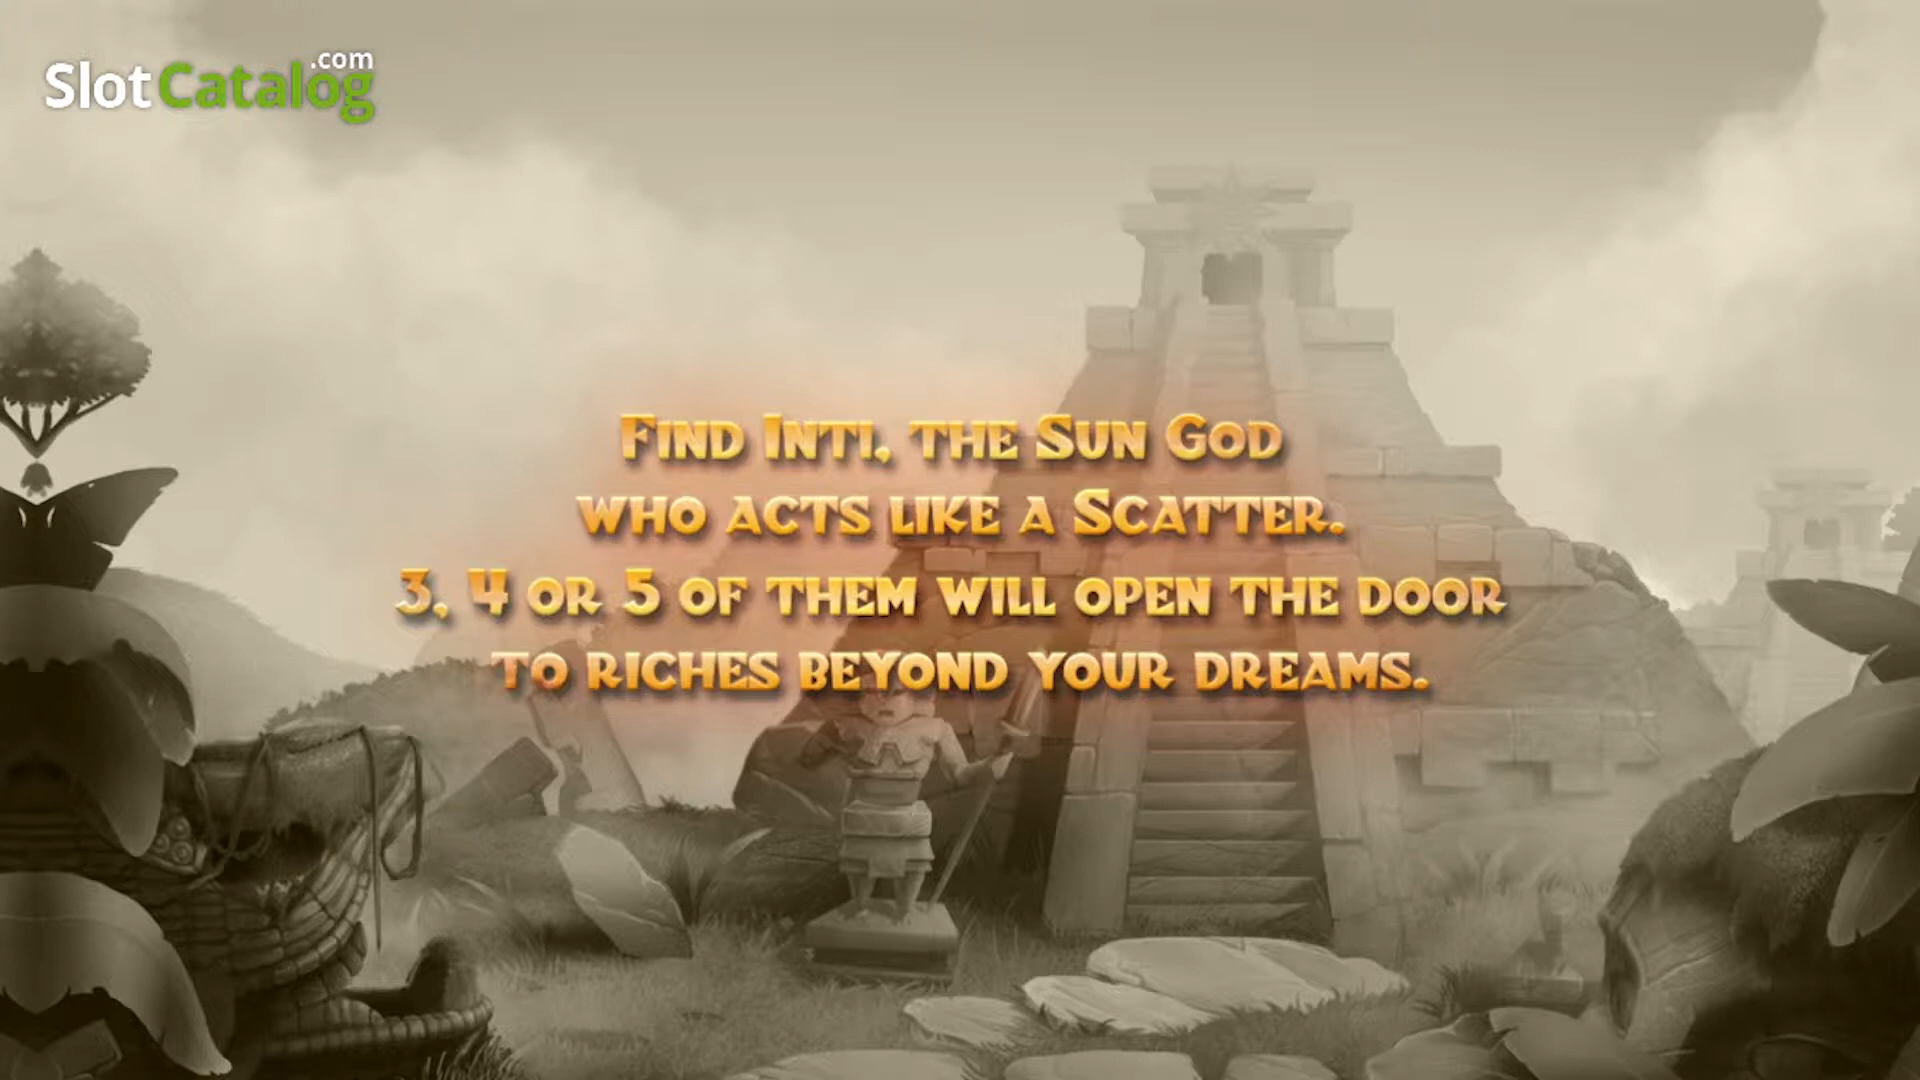 SlotCatalog.com
Find Inti, the Sun God
who acts like a Scatter.
3, 4 or 5 of them will open the door
to riches beyond your dreams.